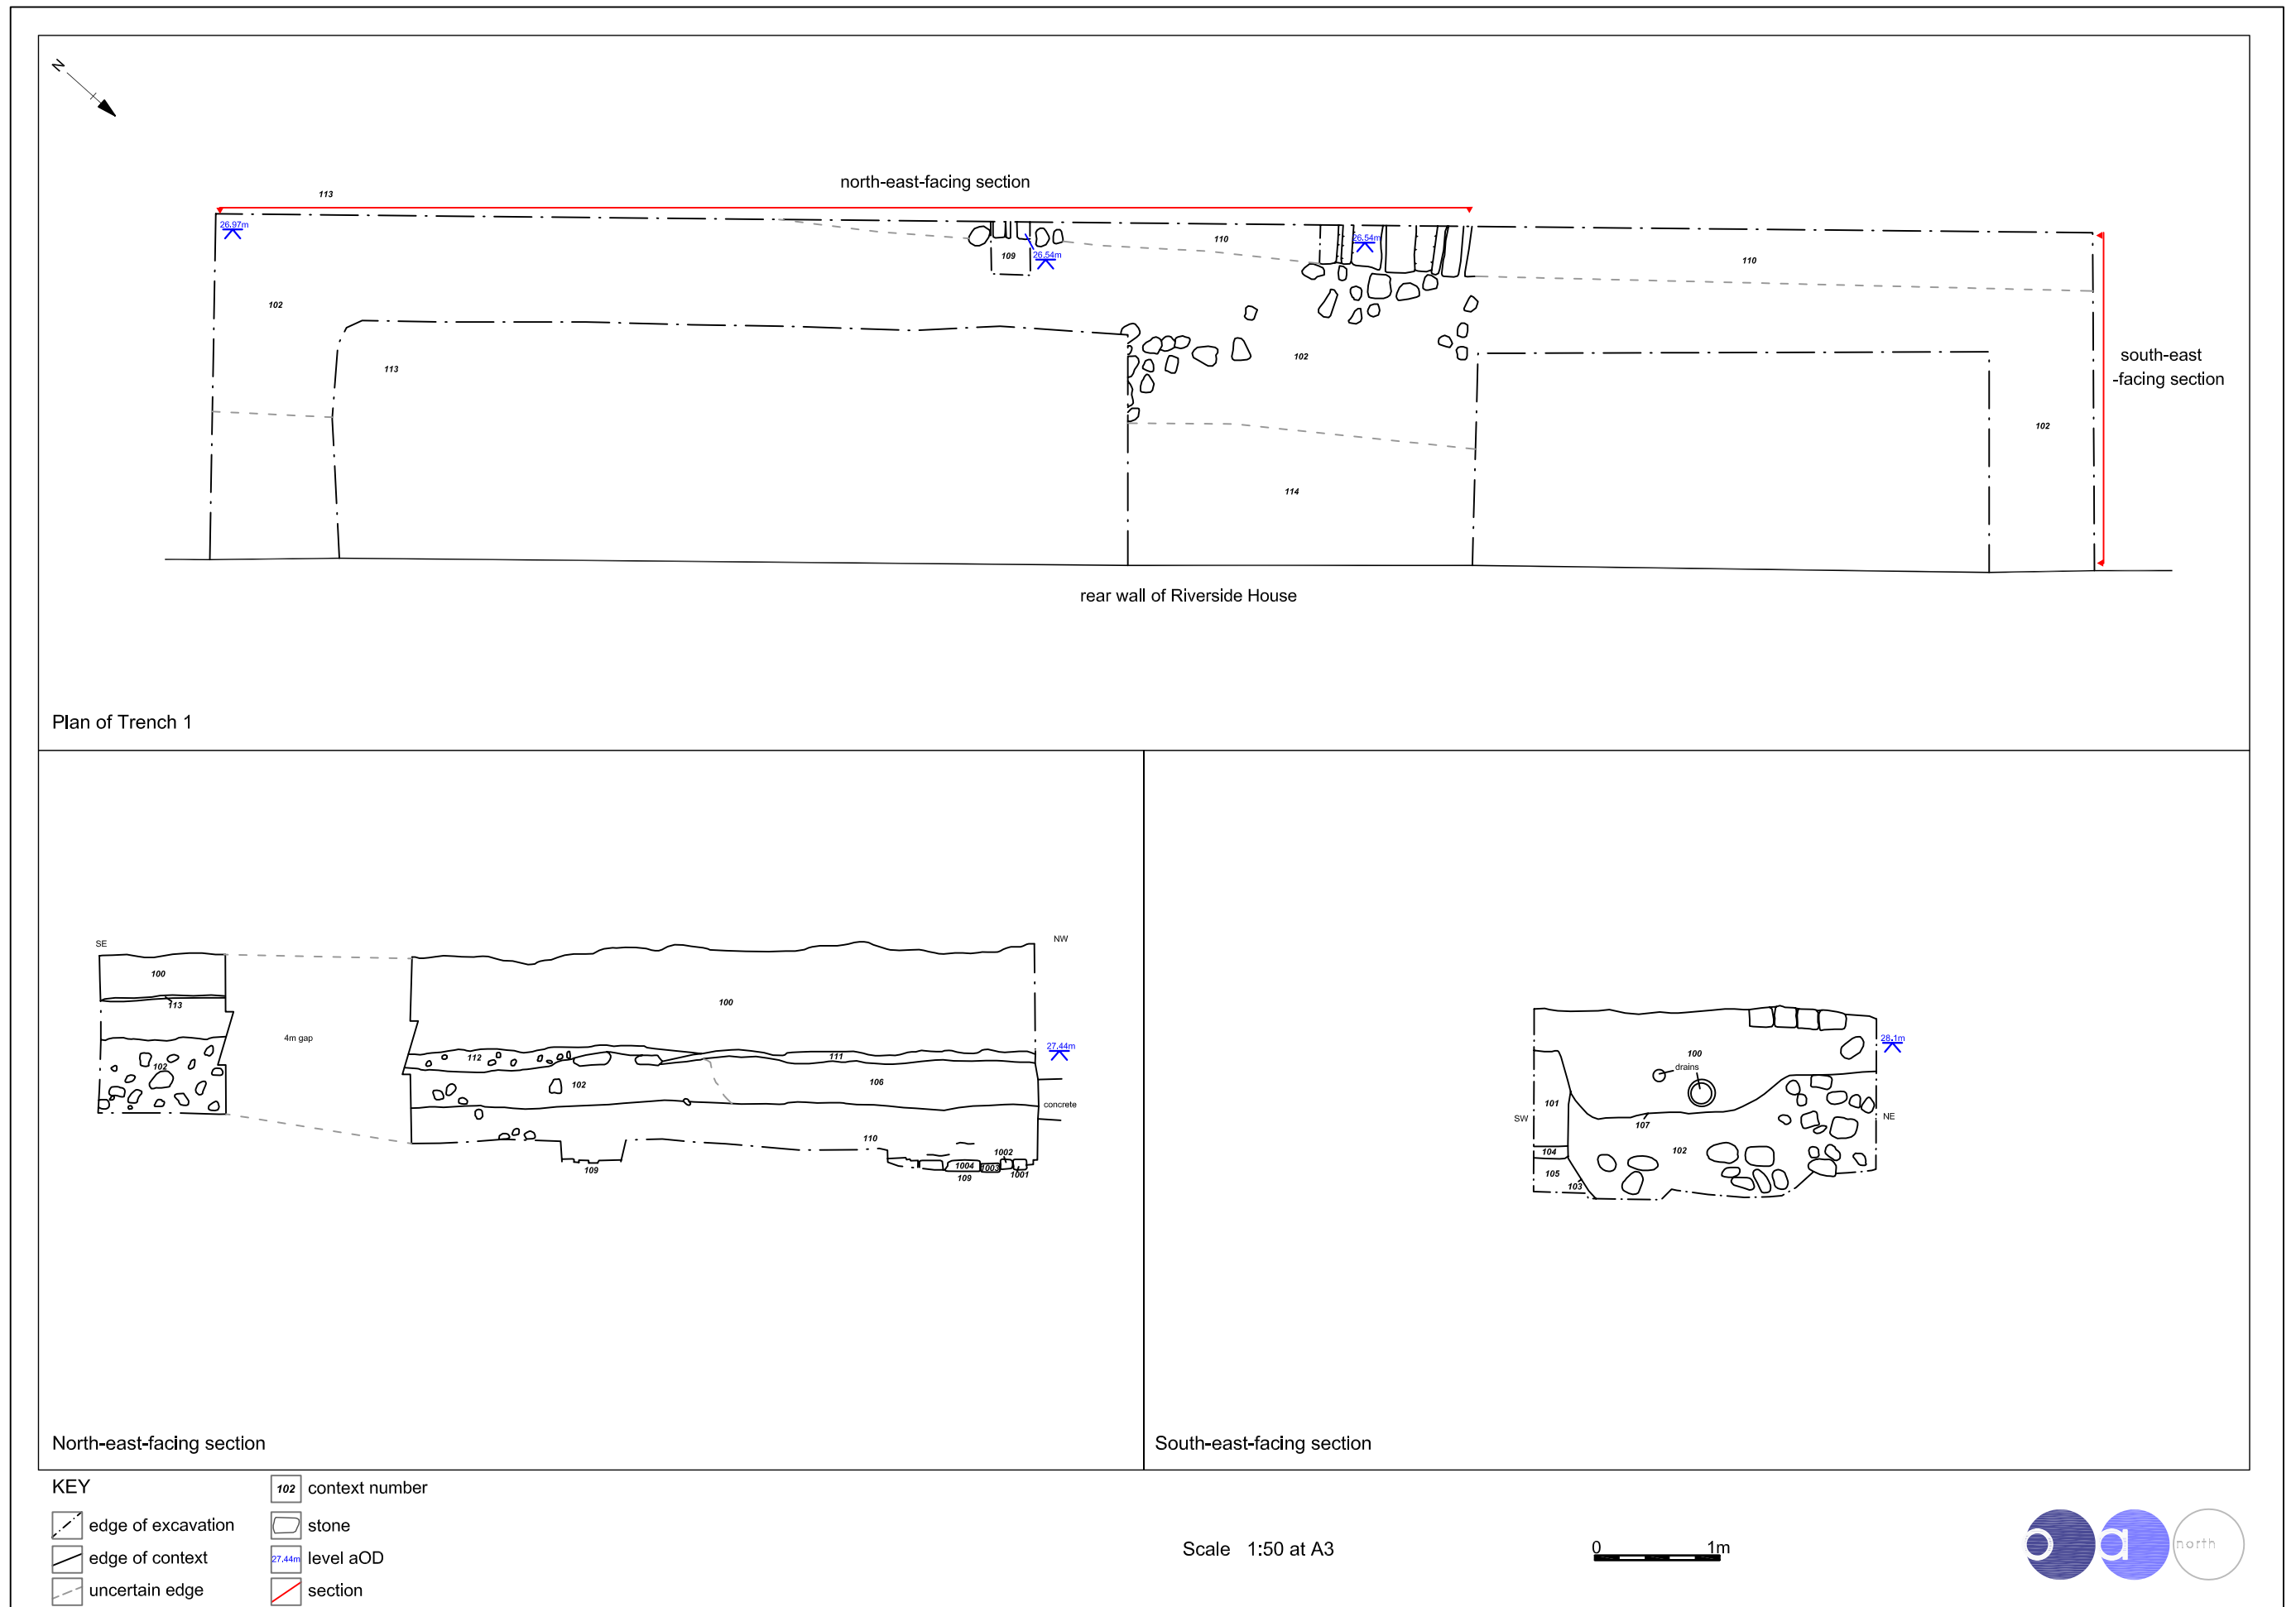 N
north-east-facing section
113
26.97m
110
26.54m
109
26.54m
110
102
113
102
102
south-east
-facing section
114
rear wall of Riverside House
Plan of Trench 1
SE
NW
100
113
100
4m gap
102
112
111
27.44m
102
106
concrete
110
109
1002
1004
1003
1001
109
North-east-facing section
28.1m
100
drains
101
SW
NE
107
102
104
105
103
South-east-facing section
KEY
102 context number
edge of excavation
stone
edge of context
27.44m level aOD
uncertain edge
section
Scale 1:50 at A3
0 1m
oa north